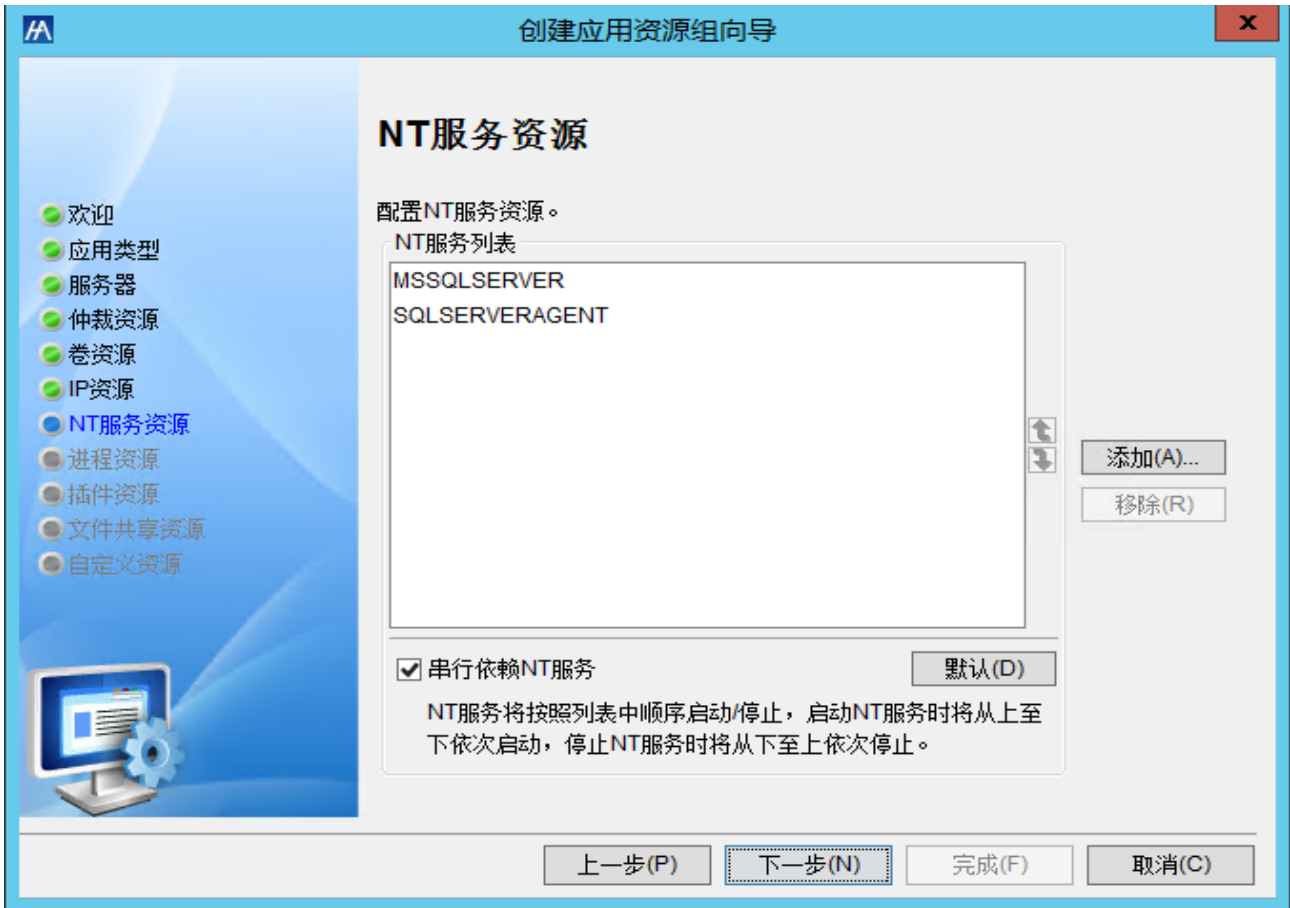 创建应用资源组向导
x
NT服务资源
欢迎
应用类型
服务器
仲裁资源
卷资源
IP资源
NT服务资源
进程资源
插件资源
文件共享资源
自定义资源
配置NT服务资源。
NT服务列表
MSSQLSERVER
SQLSERVERAGENT
添加(A)...
移除(R)
串行依赖NT服务
默认(D)
NT服务将按照列表中顺序启动/停止，启动NT服务时将从上至
下依次启动，停止NT服务时将从下至上依次停止。
上一步(P)
下一步(N)
完成(F)
取消(C)